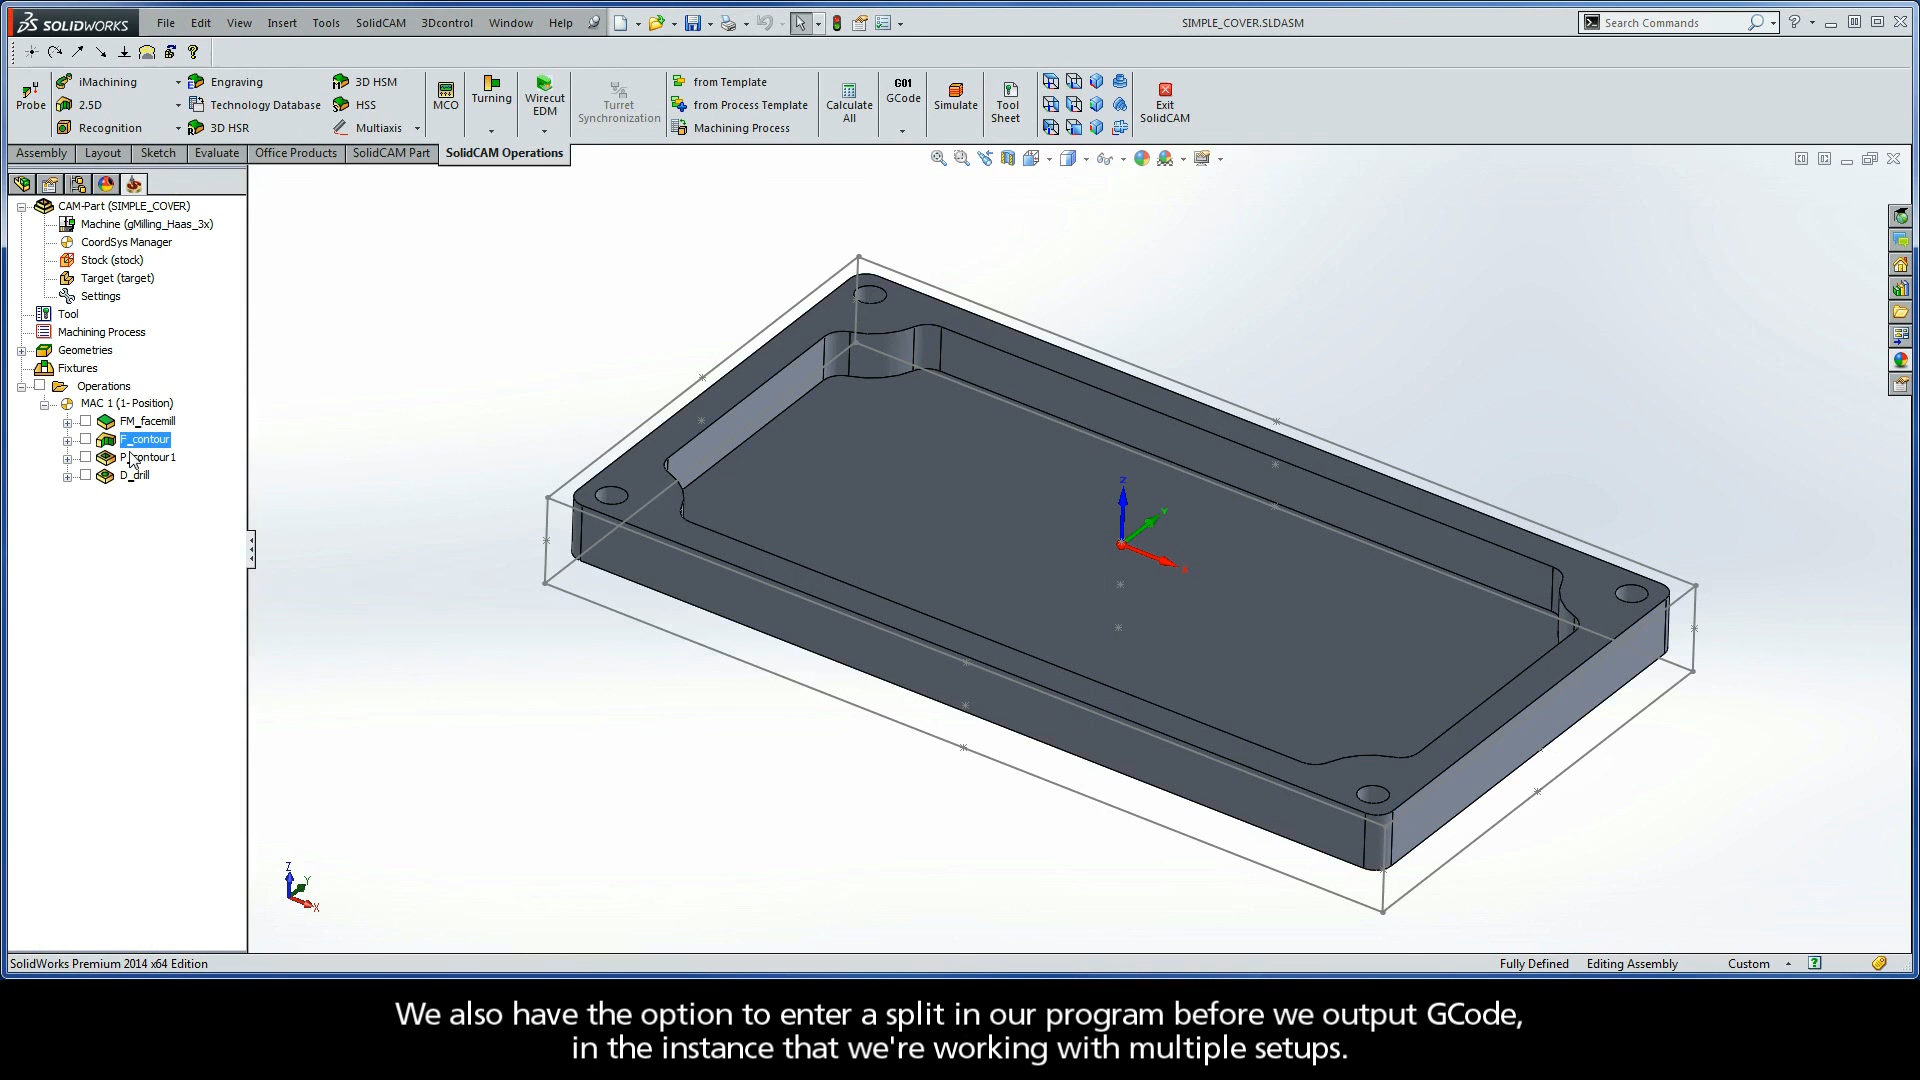 SOLIDWORKS File Edit View Insert Tools SolidCAM 3Dcontrol Window Help SIMPLE_COVER.SLDASM Search Commands
Probe iMachining 2.5D Recognition
Engraving Technology Database 3D HSR
3D HSM HSS Multiaxis
MCO Turning Wirecut EDM Turret Synchronization
from Template from Process Template Machining Process
Calculate All G01 GCode Simulate Tool Sheet Exit SolidCAM
Assembly Layout Sketch Evaluate Office Products SolidCAM Part SolidCAM Operations
CAM-Part (SIMPLE_COVER)
Machine (gMilling_Haas_3x)
CoordSys Manager
Stock (stock)
Target (target)
Settings
Tool
Machining Process
Geometries
Fixtures
Operations
MAC 1 (1- Position)
FM_facemill
F_contour
P_contour1
D_drill
Z
Y
X
Z
Y
X
SolidWorks Premium 2014 x64 Edition Fully Defined Editing Assembly Custom
We also have the option to enter a split in our program before we output GCode,
in the instance that we're working with multiple setups.